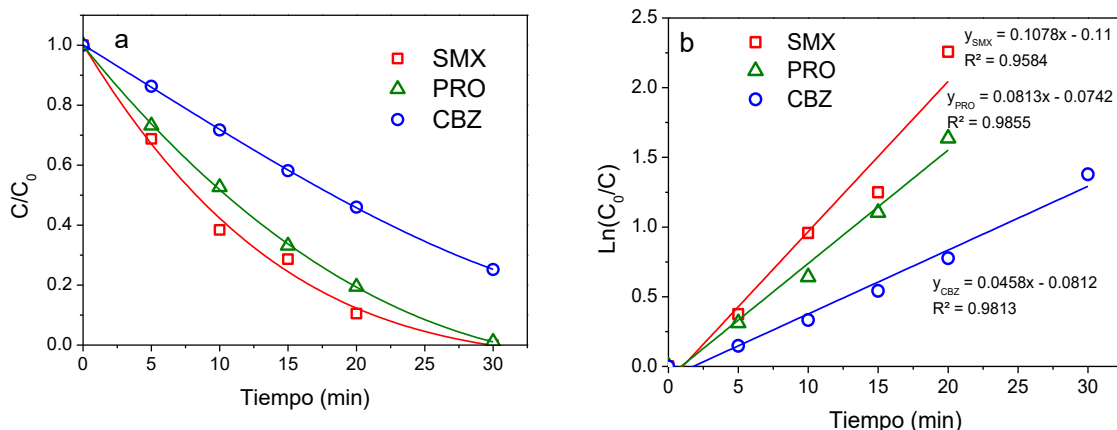 a
SMX
PRO
CBZ
1.0
0.8
0.6
0.4
0.2
0.0
0 5 10 15 20 25 30
C/C₀
Tiempo (min)
b
SMX
PRO
CBZ
y_SMX = 0.1078x - 0.11
R² = 0.9584
y_PRO = 0.0813x - 0.0742
R² = 0.9855
y_CBZ = 0.0458x - 0.0812
R² = 0.9813
2.5
2.0
1.5
1.0
0.5
0.0
0 5 10 15 20 25 30
Ln(C₀/C)
Tiempo (min)